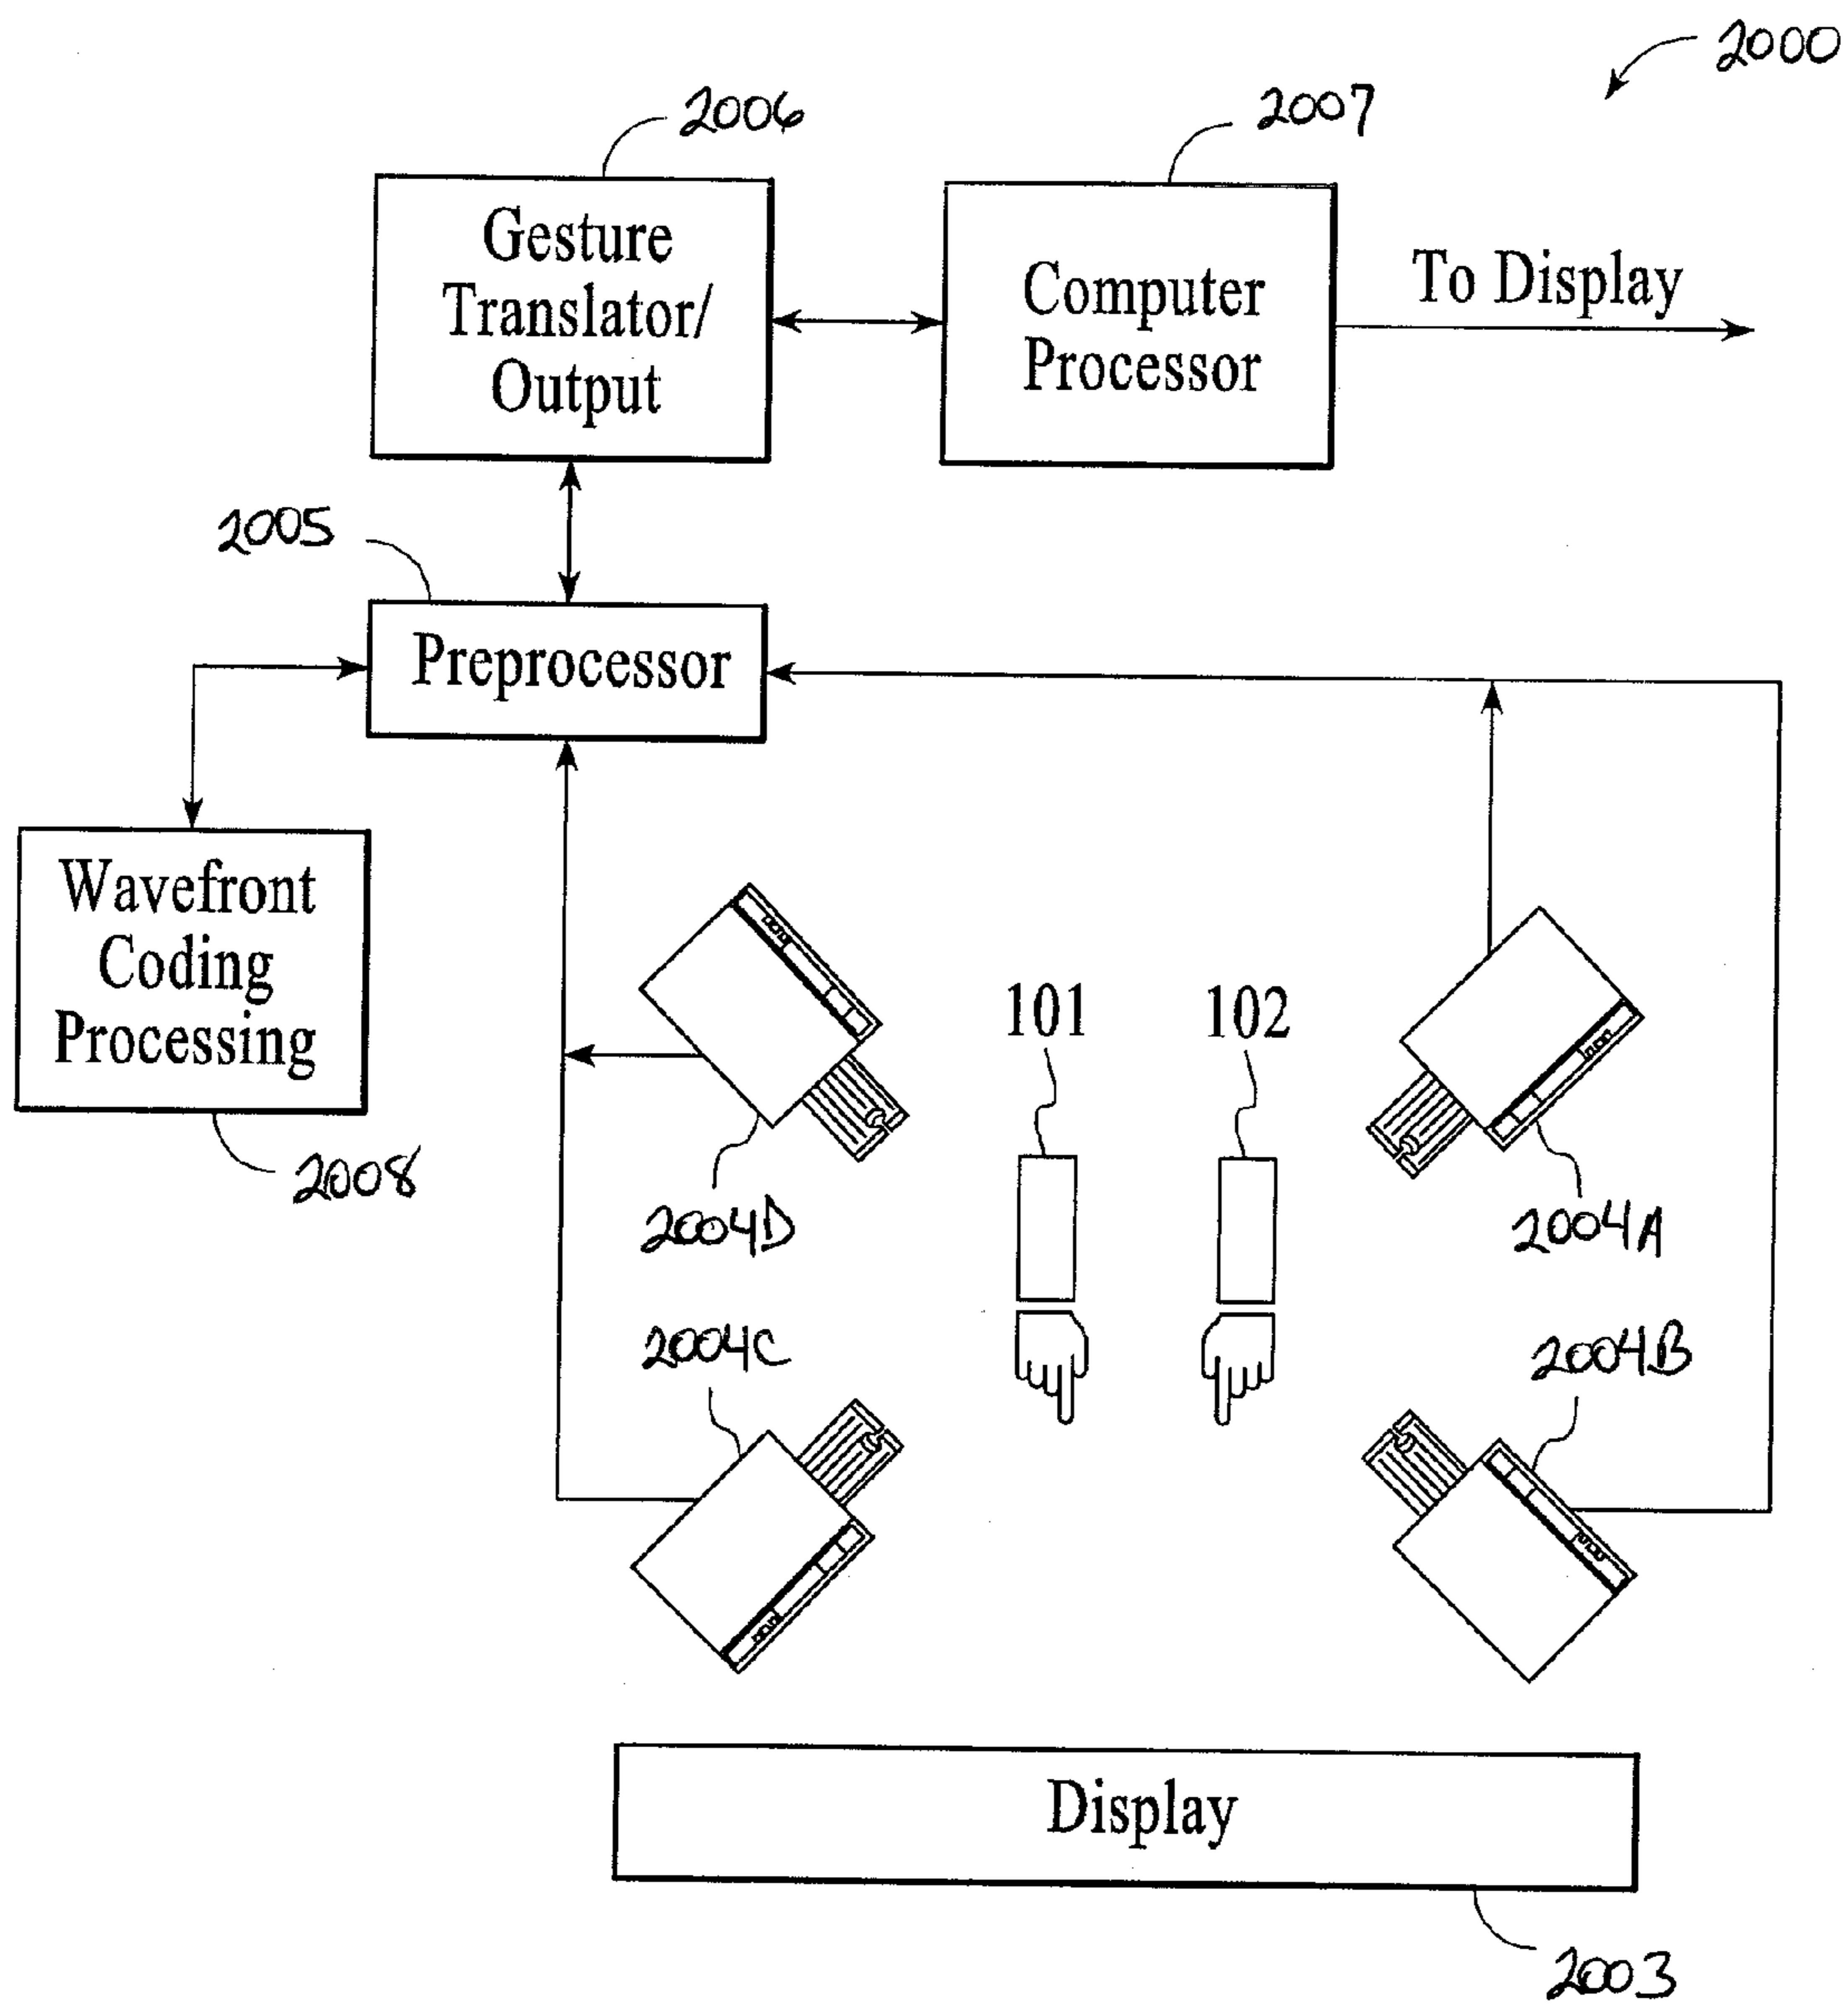 2000
2006
2007
Gesture
Translator/
Output
Computer
Processor
To Display
2005
Preprocessor
Wavefront
Coding
Processing
2008
101
102
2004D
2004A
2004C
2004B
Display
2003